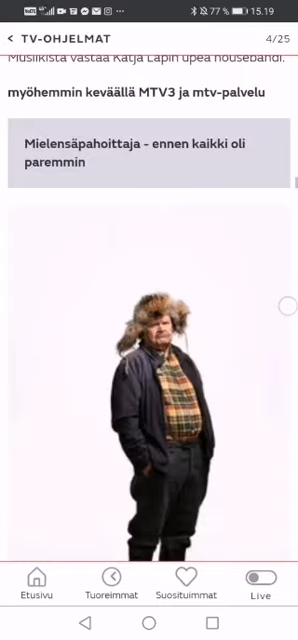 77 % 15.19
< TV-OHJELMAT 4/25
Musiikista vastaa Katja Lapin upea housebändi.
myöhemmin keväällä MTV3 ja mtv-palvelu
Mielensäpahoittaja - ennen kaikki oli
paremmin
Etusivu Tuoreimmat Suosituimmat Live